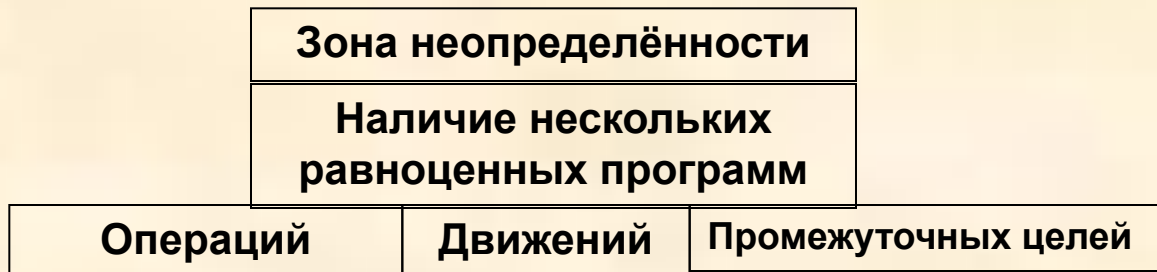 Зона неопределённости
Наличие нескольких
равноценных программ
Операций Движений Промежуточных целей